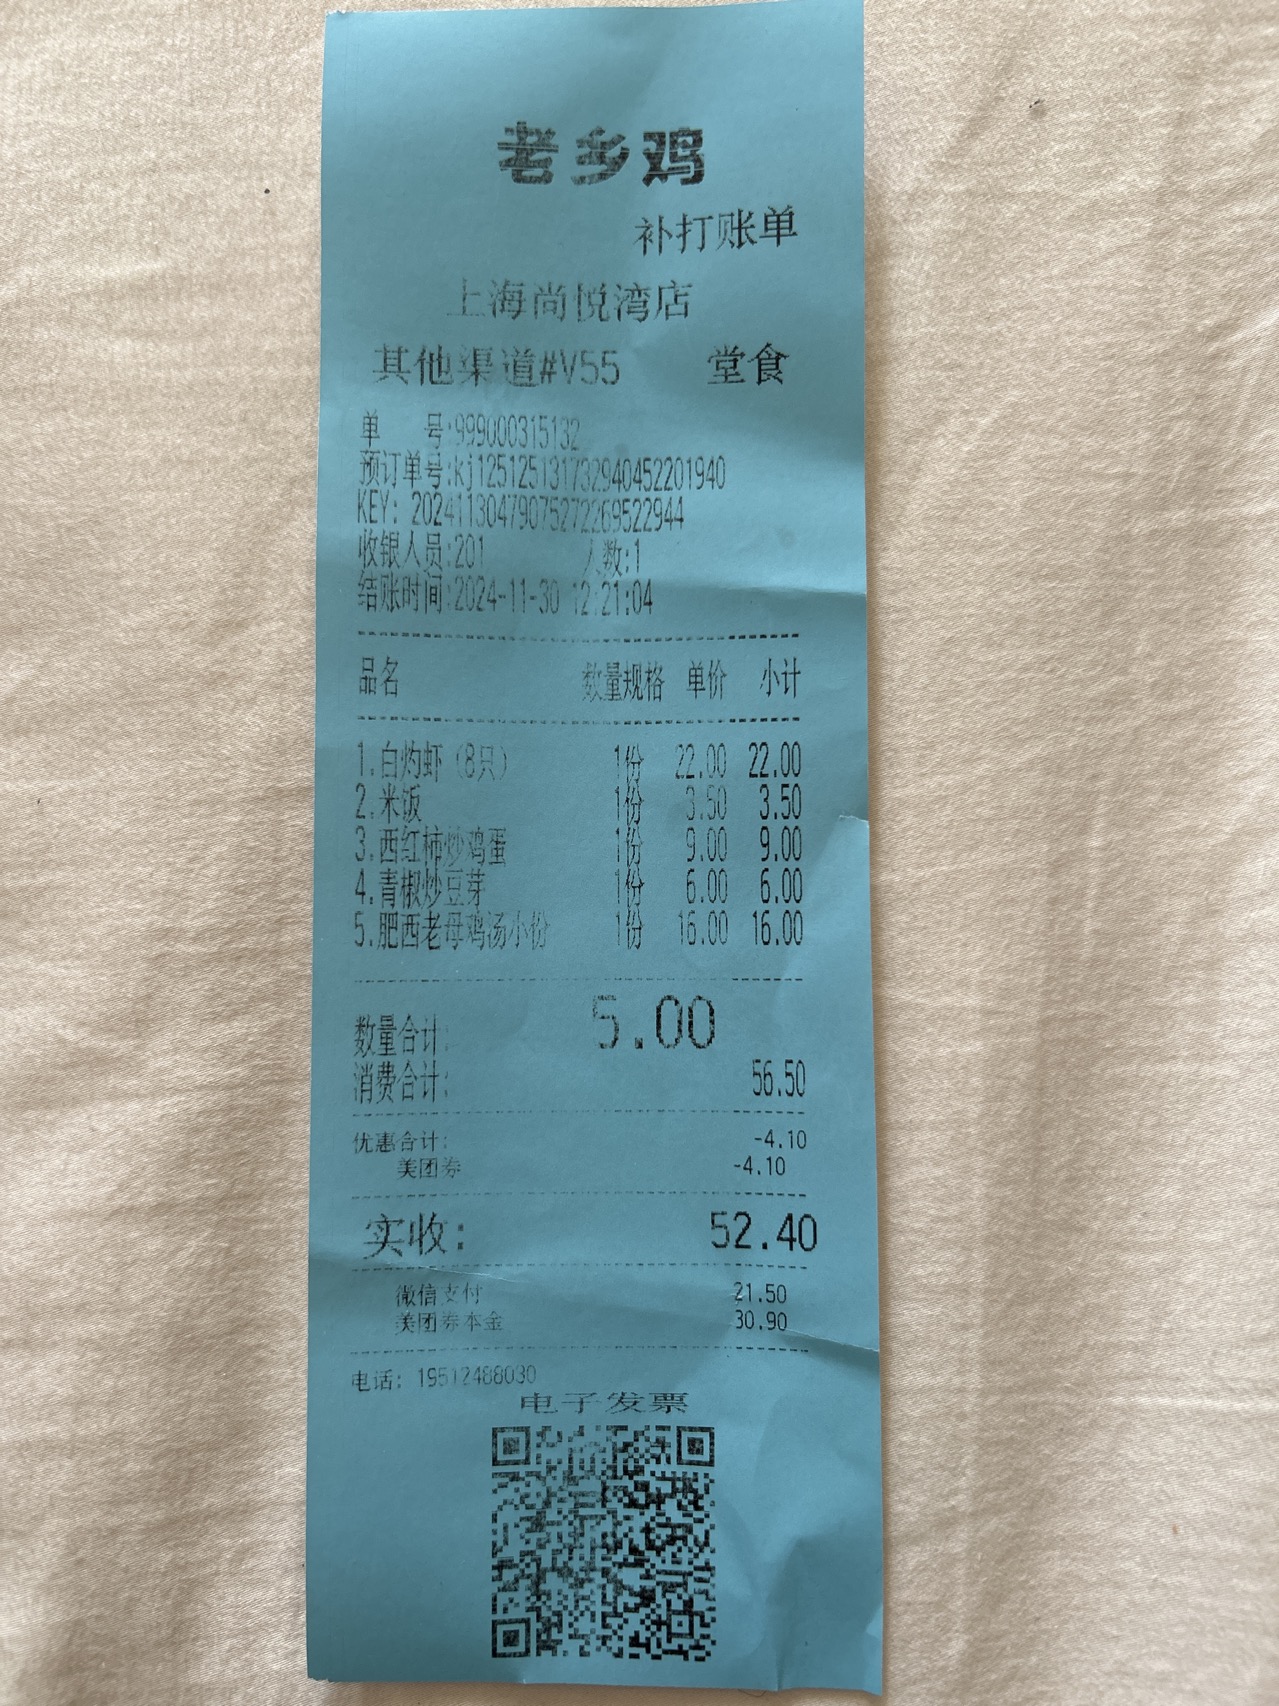 老乡鸡
补打账单
上海尚悦湾店
其他渠道#V55 堂食
单 号:999000315132
预订单号:kj125125131732940452201940
KEY: 20241130479075272269522944
收银人员:201 人数:1
结账时间:2024-11-30 12:21:04
品名 数量规格 单价 小计
1.白灼虾（8只） 1份 22.00 22.00
2.米饭 1份 3.50 3.50
3.西红柿炒鸡蛋 1份 9.00 9.00
4.青椒炒豆芽 1份 6.00 6.00
5.肥西老母鸡汤小份 1份 16.00 16.00
数量合计: 5.00
消费合计: 56.50
优惠合计: -4.10
美团券 -4.10
实收: 52.40
微信支付 21.50
美团券本金 30.90
电话: 19512488030
电子发票